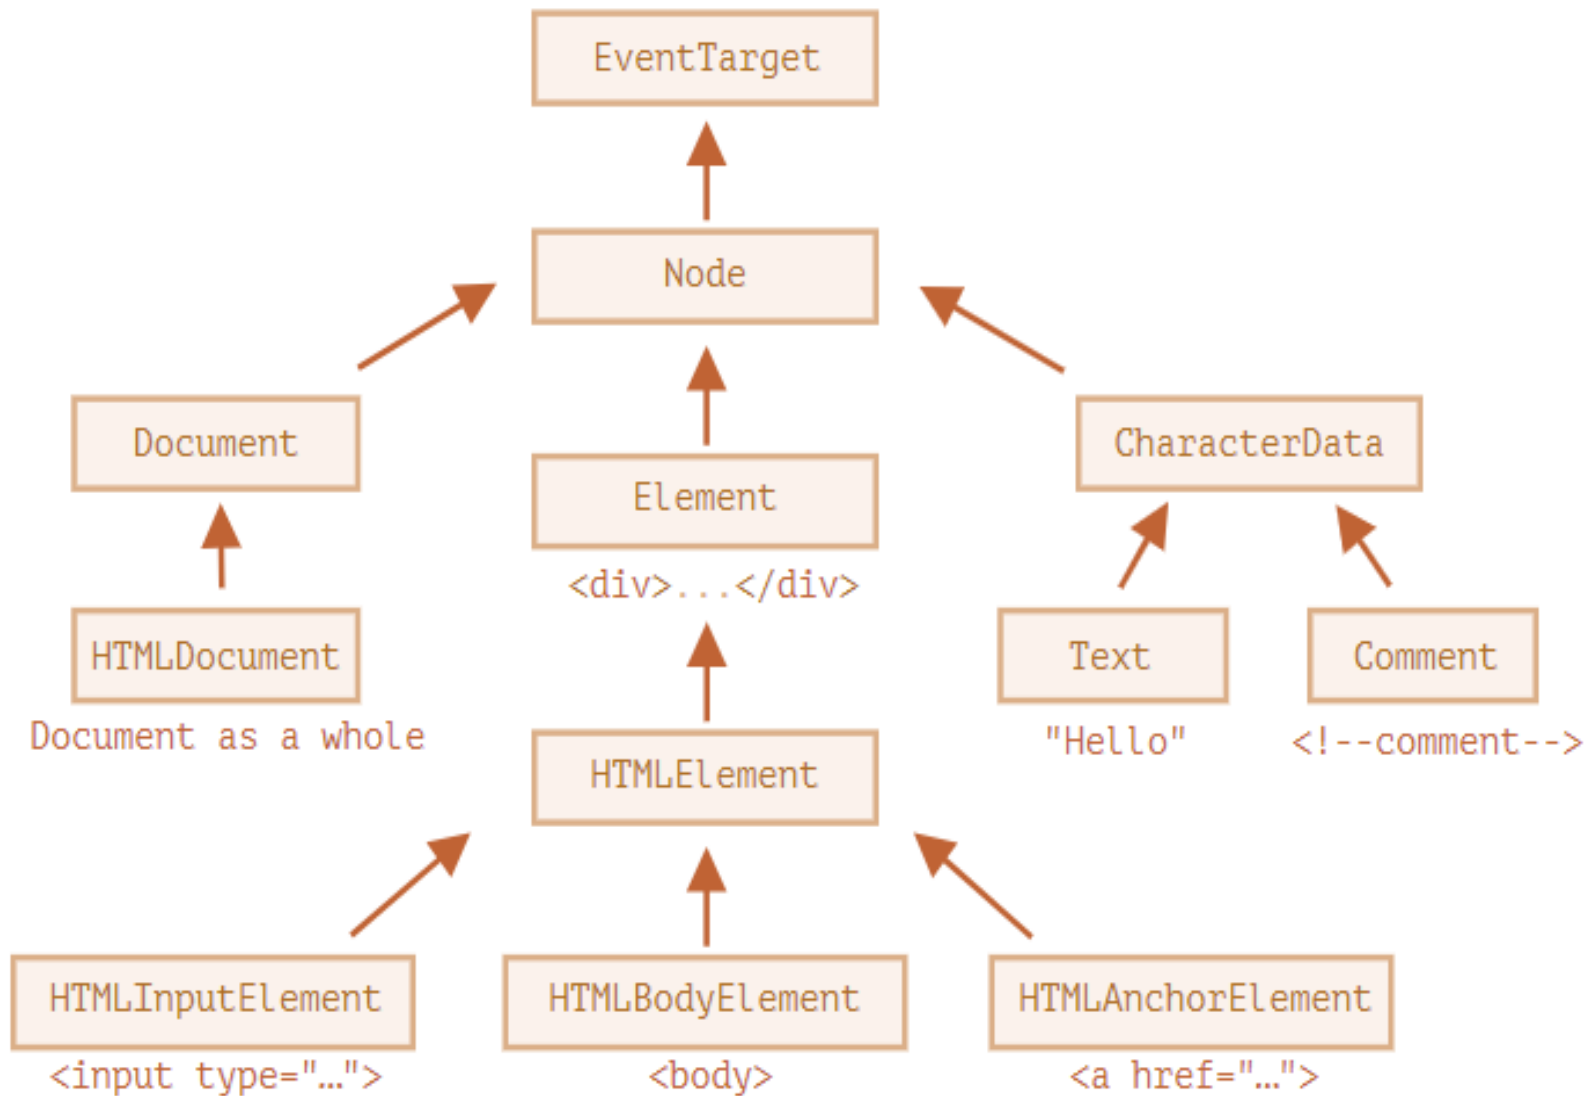 EventTarget
Node
Document
CharacterData
Element
<div>...</div>
HTMLDocument
Text
Comment
Document as a whole
"Hello"
<!--comment-->
HTMLElement
HTMLInputElement
HTMLBodyElement
HTMLAnchorElement
<input type="…">
<body>
<a href="…">